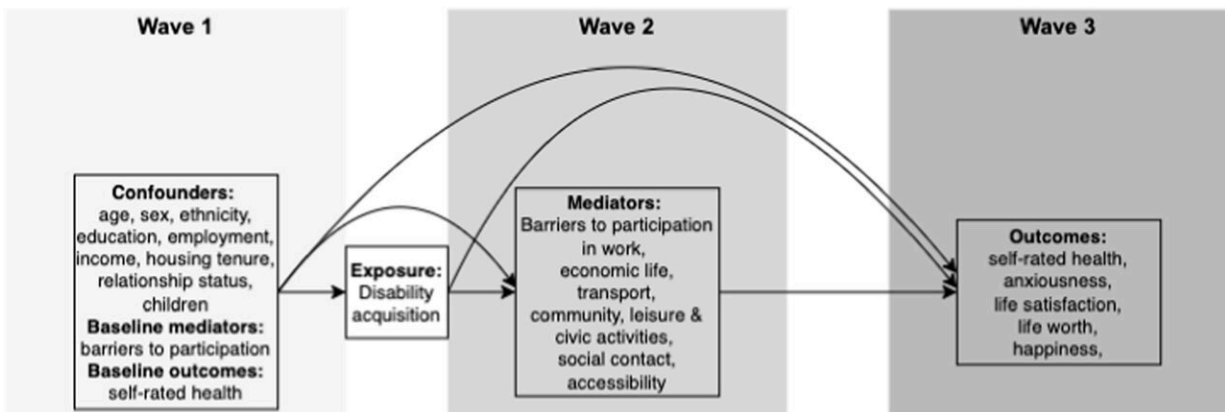 Wave 1
Wave 2
Wave 3
Confounders:
age, sex, ethnicity,
education, employment,
income, housing tenure,
relationship status,
children
Baseline mediators:
barriers to participation
Baseline outcomes:
self-rated health
Exposure:
Disability
acquisition
Mediators:
Barriers to participation
in work,
economic life,
transport,
community, leisure &
civic activities,
social contact,
accessibility
Outcomes:
self-rated health,
anxiousness,
life satisfaction,
life worth,
happiness,